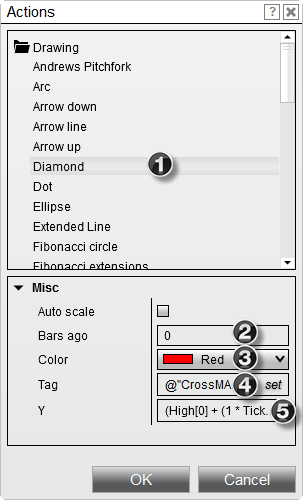 Actions
?
Drawing
Andrews Pitchfork
Arc
Arrow down
Arrow line
Arrow up
Diamond 1
Dot
Ellipse
Extended Line
Fibonacci circle
Fibonacci extensions
Misc
Auto scale
Bars ago 0 2
Color Red 3
Tag @"CrossMA 4 set
Y (High[0] + (1 * Tick... 5
OK Cancel